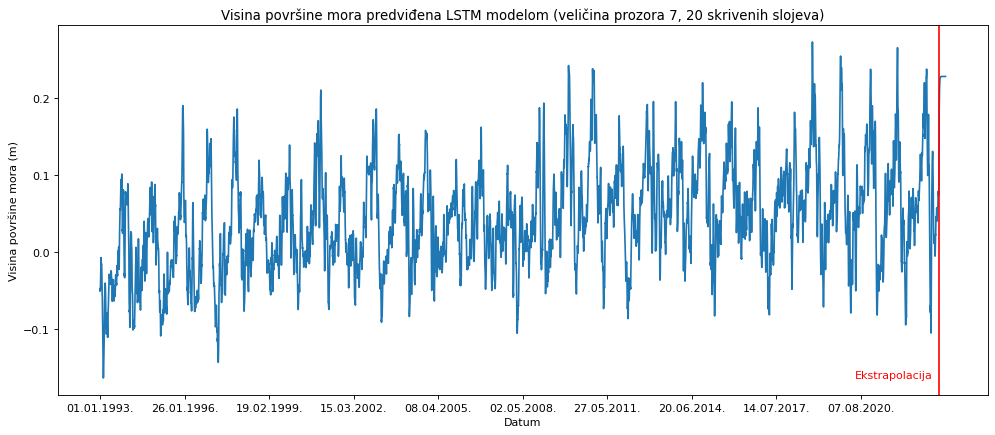 Visina površine mora predviđena LSTM modelom (veličina prozora 7, 20 skrivenih slojeva)
Visina površine mora (m)
0.2
0.1
0.0
−0.1
Ekstrapolacija
01.01.1993. 26.01.1996. 19.02.1999. 15.03.2002. 08.04.2005. 02.05.2008. 27.05.2011. 20.06.2014. 14.07.2017. 07.08.2020.
Datum